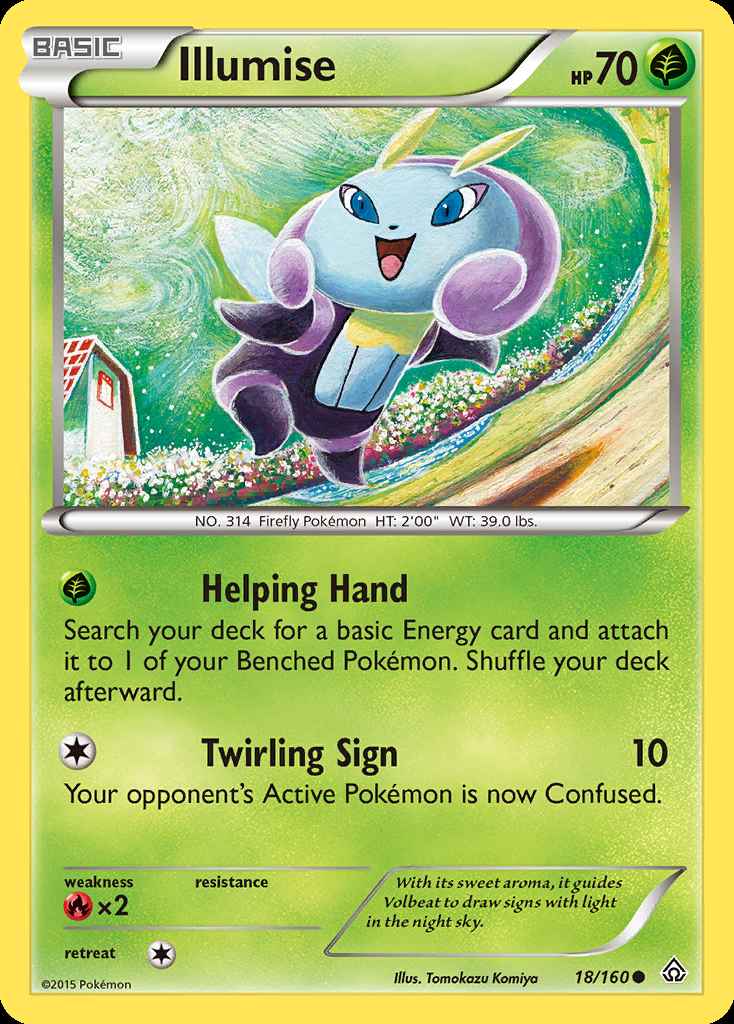 BASIC
Illumise
HP 70
NO. 314 Firefly Pokémon HT: 2'00" WT: 39.0 lbs.
Helping Hand
Search your deck for a basic Energy card and attach
it to 1 of your Benched Pokémon. Shuffle your deck
afterward.
Twirling Sign 10
Your opponent's Active Pokémon is now Confused.
weakness resistance
×2
With its sweet aroma, it guides
Volbeat to draw signs with light
in the night sky.
retreat
©2015 Pokémon
Illus. Tomokazu Komiya
18/160